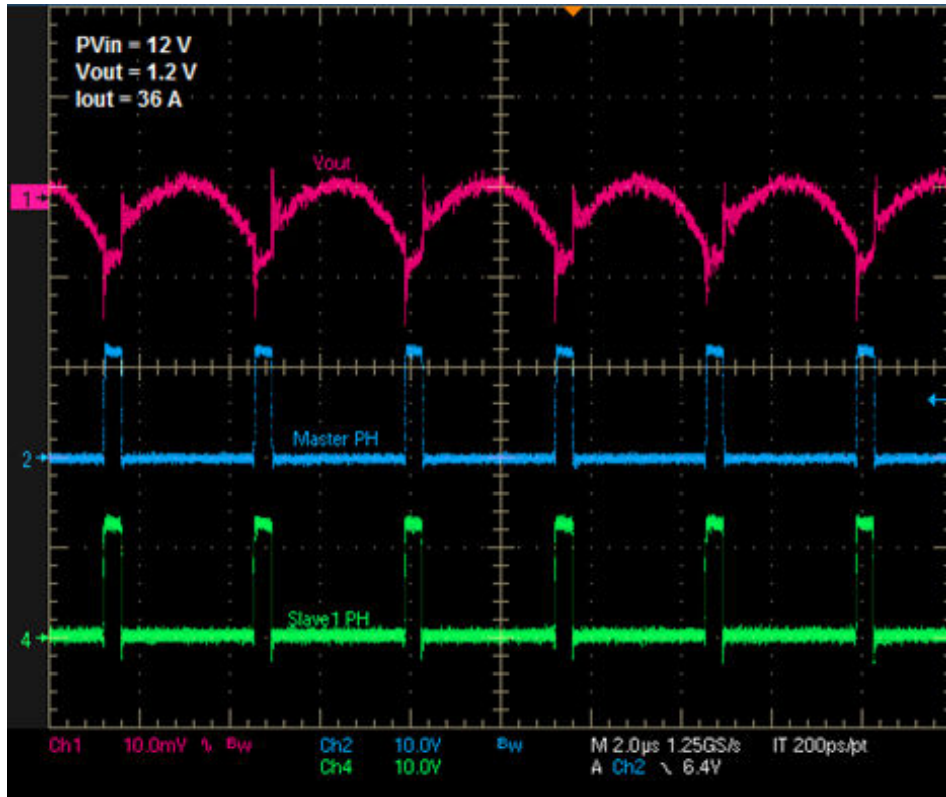 PVin = 12 V
Vout = 1.2 V
Iout = 36 A
Vout
1
Master PH
2
Slave1 PH
4
Ch1 10.0mV ∿ Bw Ch2 10.0V Bw M 2.0µs 1.25GS/s IT 200ps/pt
Ch4 10.0V A Ch2 \ 6.4V